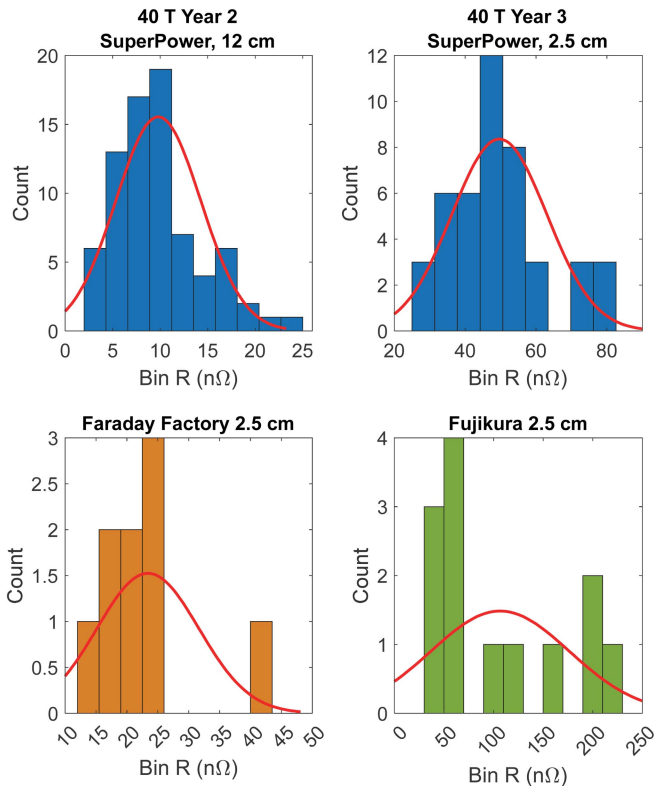 40 T Year 2
SuperPower, 12 cm
20
15
10
5
0
Count
0 5 10 15 20 25
Bin R (nΩ)
40 T Year 3
SuperPower, 2.5 cm
12
10
8
6
4
2
0
Count
20 40 60 80
Bin R (nΩ)
Faraday Factory 2.5 cm
3
2.5
2
1.5
1
0.5
0
Count
10 15 20 25 30 35 40 45 50
Bin R (nΩ)
Fujikura 2.5 cm
4
3
2
1
0
Count
0 50 100 150 200 250
Bin R (nΩ)